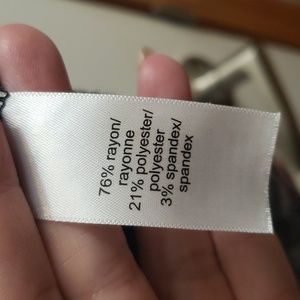 76% rayon/
rayonne
21% polyester/
polyester
3% spandex/
spandex